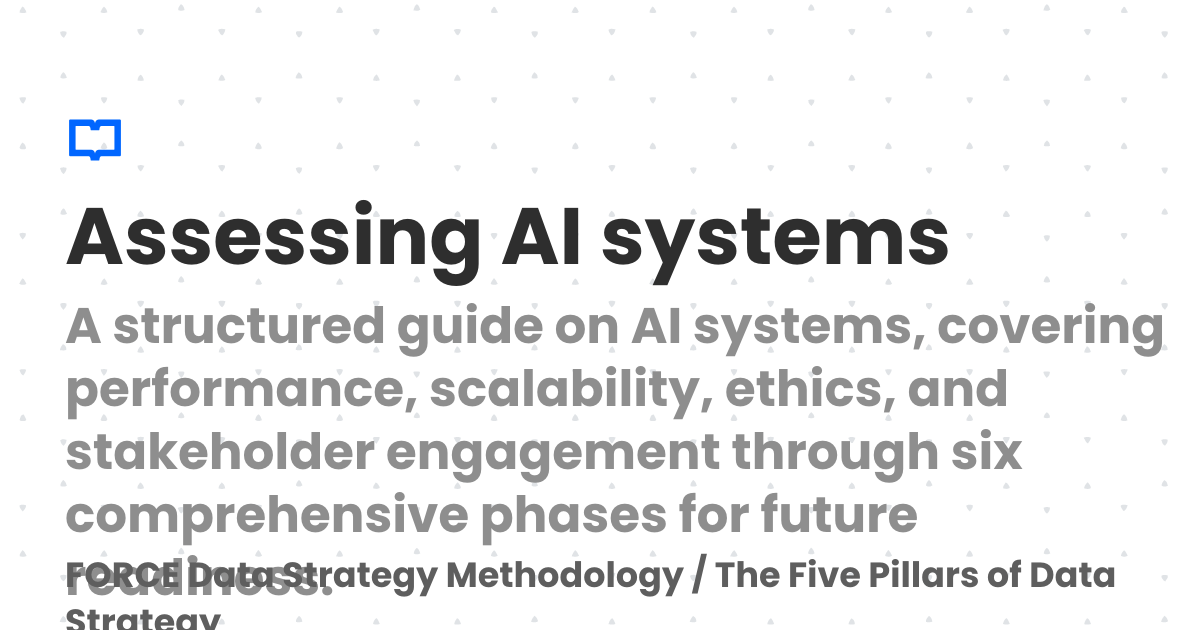 Assessing AI systems
A structured guide on AI systems, covering
performance, scalability, ethics, and
stakeholder engagement through six
comprehensive phases for future
readiness.
FORCE Data Strategy Methodology / The Five Pillars of Data
Strategy